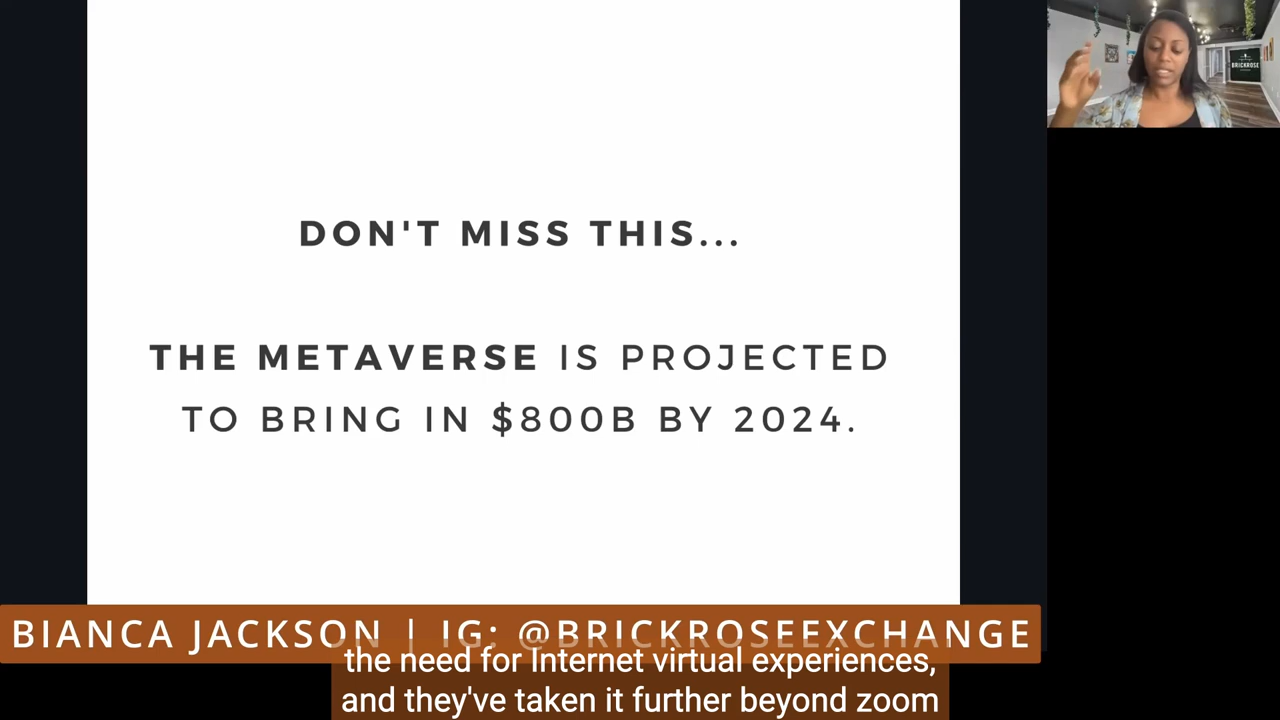 DON'T MISS THIS...
THE METAVERSE IS PROJECTED
TO BRING IN $800B BY 2024.
BRICKROSE
BIANCA JACKSON | IG: @BRICKROSEEXCHANGE
the need for Internet virtual experiences,
and they've taken it further beyond zoom